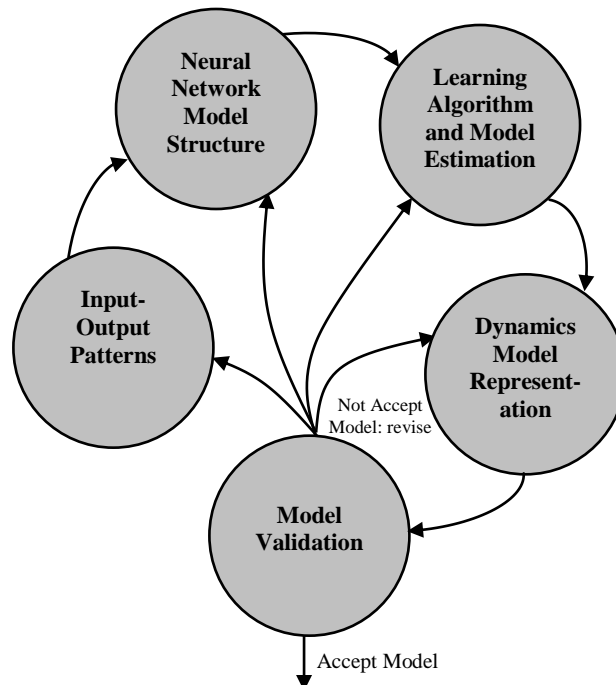 Neural
Network
Model
Structure
Learning
Algorithm
and Model
Estimation
Input-
Output
Patterns
Dynamics
Model
Represent-
ation
Not Accept
Model: revise
Model
Validation
Accept Model